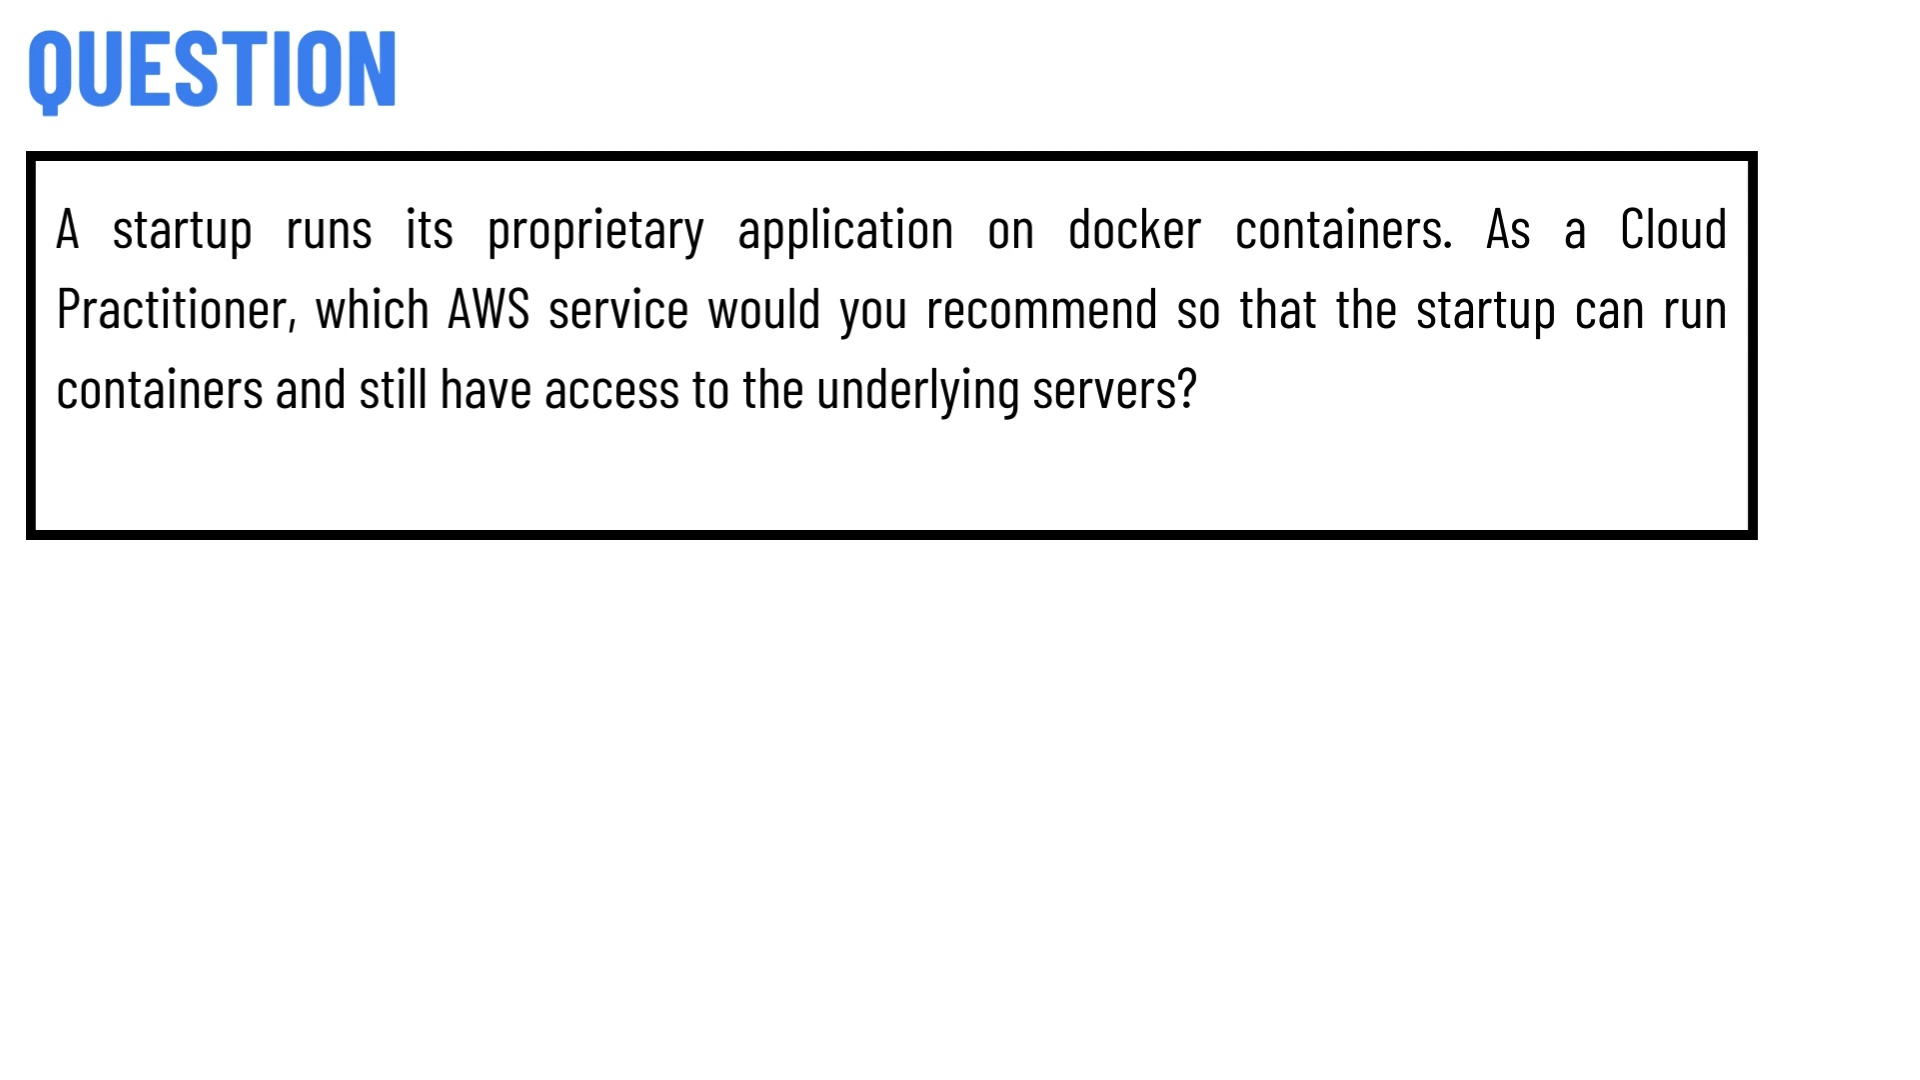 QUESTION
A startup runs its proprietary application on docker containers. As a Cloud
Practitioner, which AWS service would you recommend so that the startup can run
containers and still have access to the underlying servers?